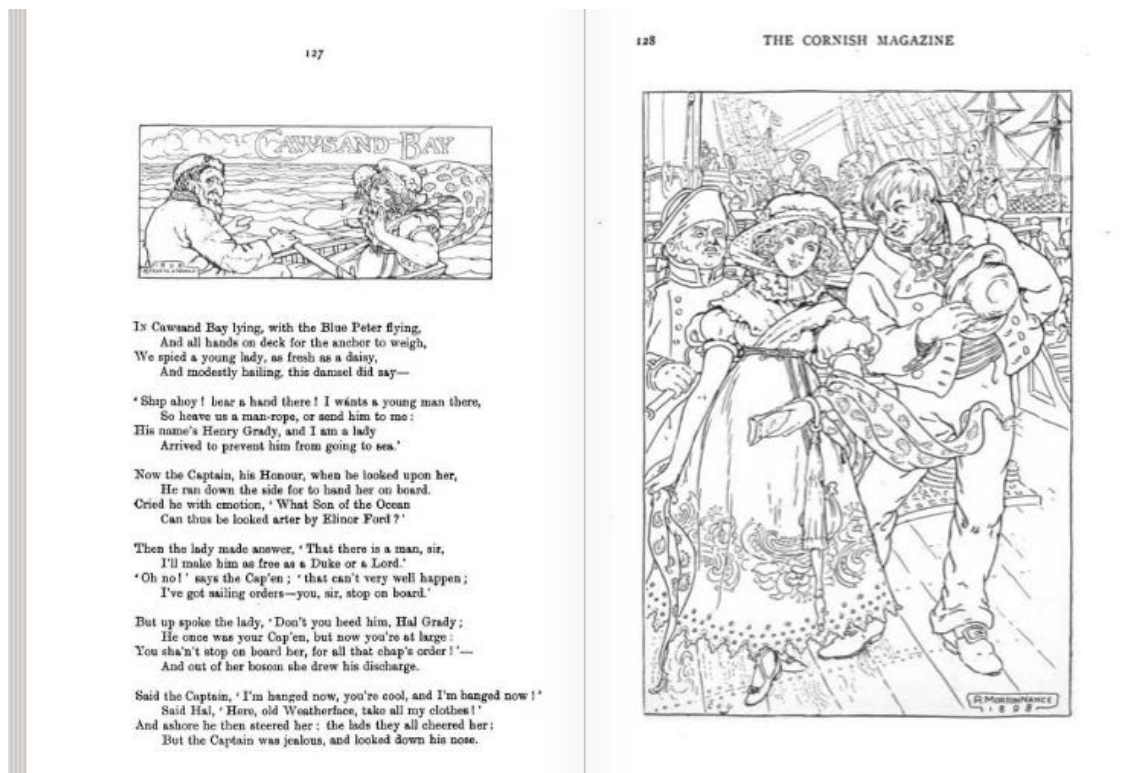 127
CAWSAND BAY
In Cawsand Bay lying, with the Blue Peter flying,
And all hands on deck for the anchor to weigh,
We spied a young lady, as fresh as a daisy,
And modestly hailing, this damsel did say—
‘Ship ahoy! bear a hand there! I wants a young man there,
So heave us a man-rope, or send him to me:
His name's Henry Grady, and I am a lady
Arrived to prevent him from going to sea.’
Now the Captain, his Honour, when he looked upon her,
He ran down the side for to hand her on board.
Cried he with emotion, ‘What Son of the Ocean
Can thus be looked arter by Elinor Ford?’
Then the lady made answer, ‘That there is a man, sir,
I'll make him as free as a Duke or a Lord.’
‘Oh no!’ says the Cap'en; ‘that can't very well happen;
I've got sailing orders—you, sir, stop on board.’
But up spoke the lady, ‘Don't you heed him, Hal Grady;
He once was your Cap'en, but now you're at large:
You sha'n't stop on board her, for all that chap's order!’—
And out of her bosom she drew his discharge.
Said the Captain, ‘I'm hanged now, you're cool, and I'm banged now!’
Said Hal, ‘Here, old Weatherface, take all my clothes!’
And ashore he then steered her; the lads they all cheered her;
But the Captain was jealous, and looked down his nose.
128 THE CORNISH MAGAZINE
R. MORTON NANCE
1898